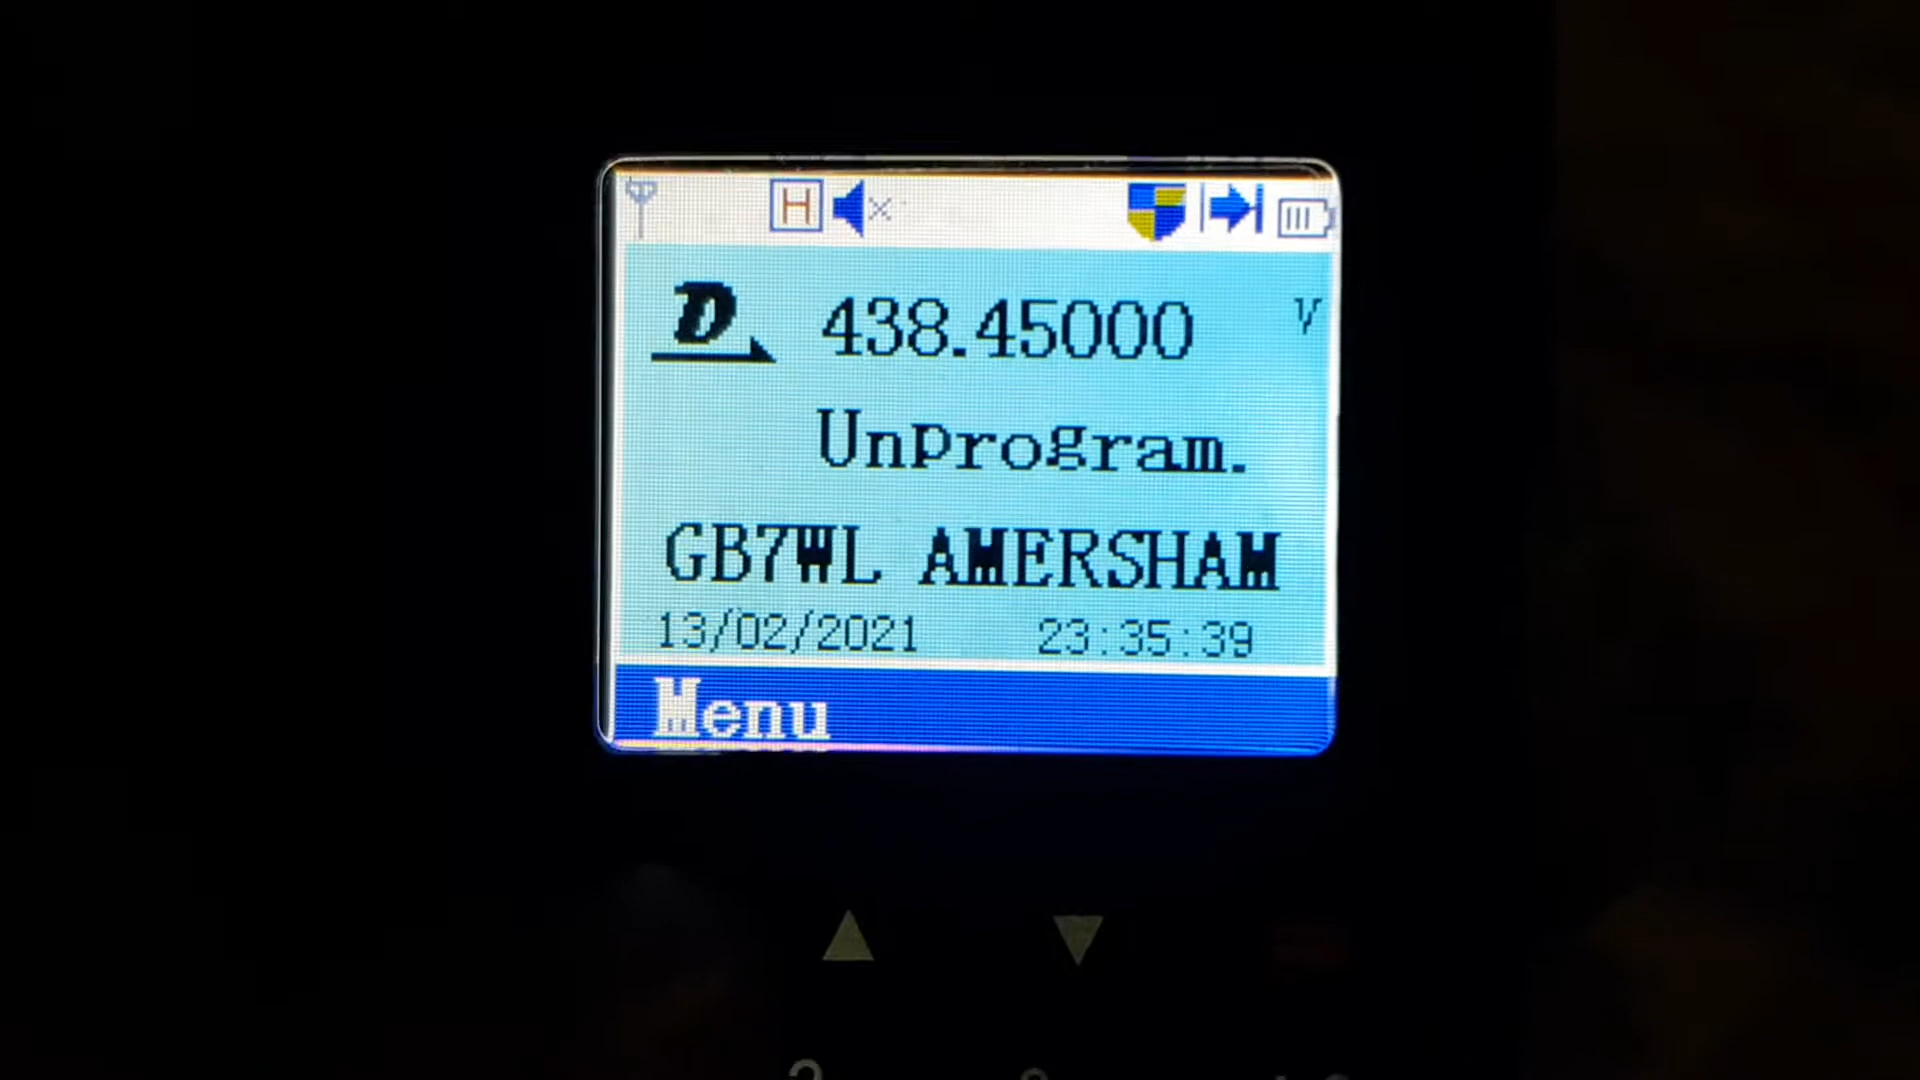 H
D 438.45000 V
Unprogram.
GB7WL AMERSHAM
13/02/2021 23:35:39
Menu